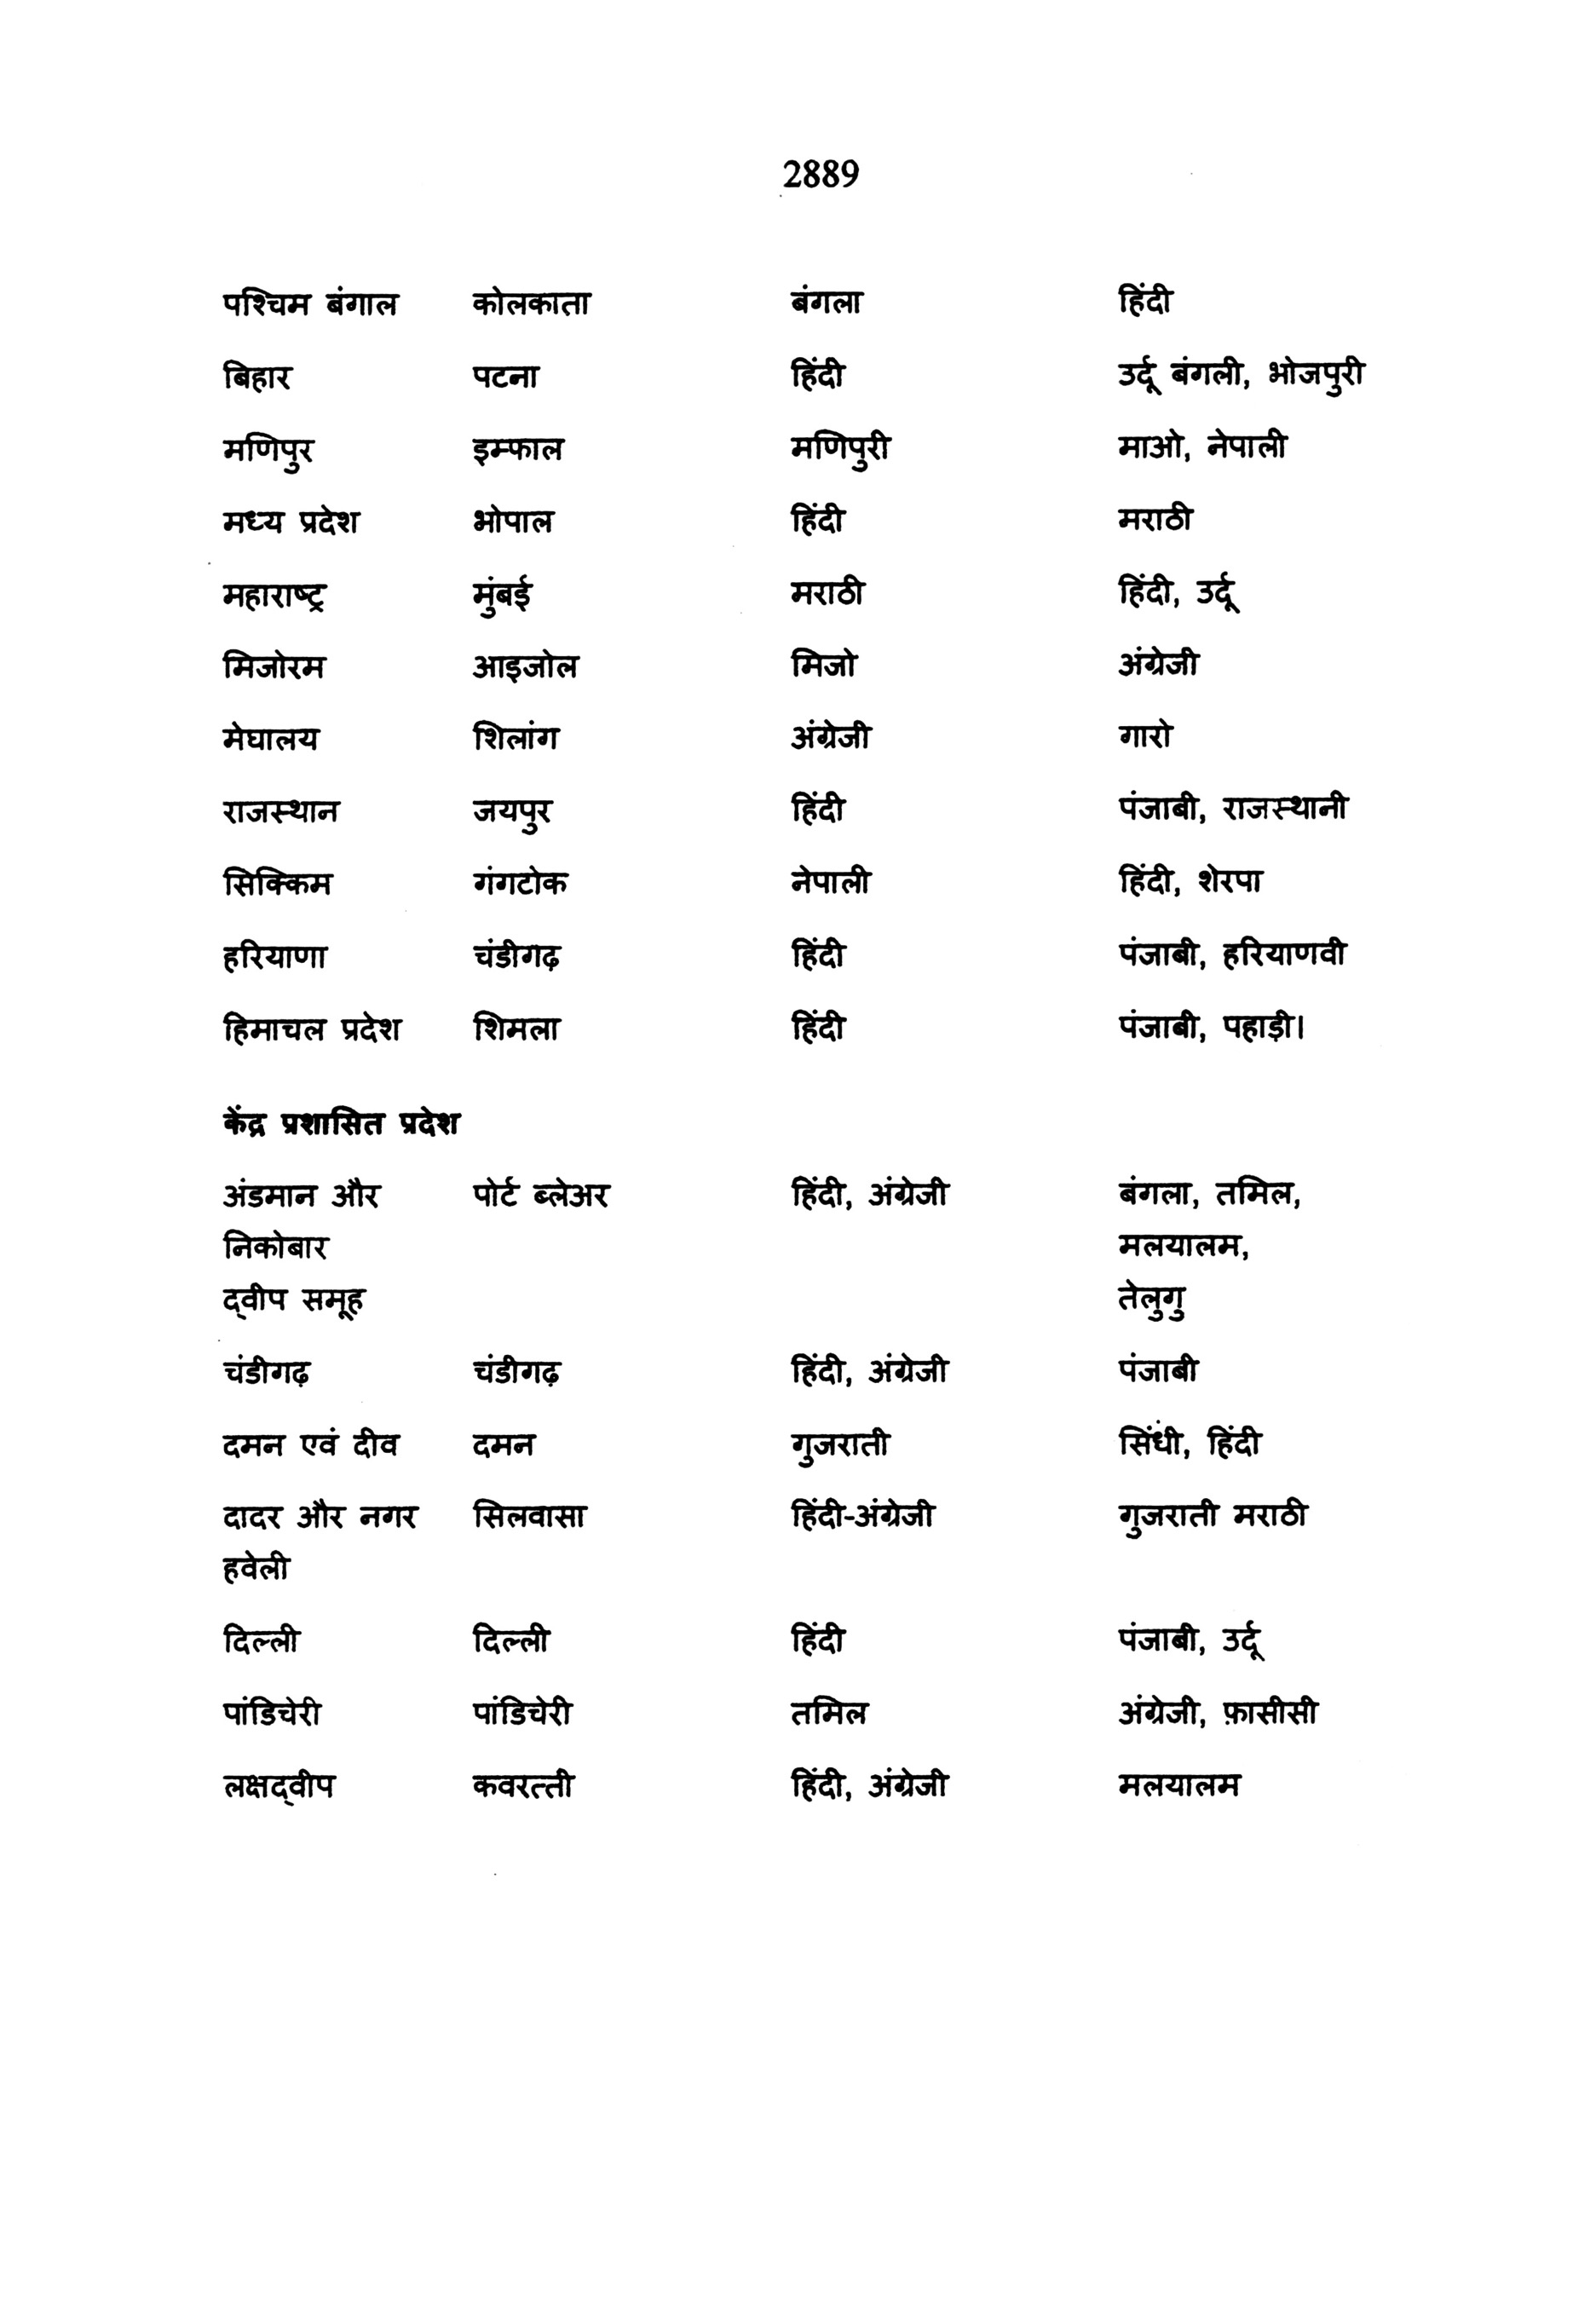 2889
पश्चिम बंगाल कोलकाता बंगला हिंदी
बिहार पटना हिंदी उर्दू बंगली, भोजपुरी
मणिपुर इम्फाल मणिपुरी माओ, नेपाली
मध्य प्रदेश भोपाल हिंदी मराठी
महाराष्ट्र मुंबई मराठी हिंदी, उर्दू
मिजोरम आइजोल मिजो अंग्रेजी
मेघालय शिलांग अंग्रेजी गारो
राजस्थान जयपुर हिंदी पंजाबी, राजस्थानी
सिक्किम गंगटोक नेपाली हिंदी, शेरपा
हरियाणा चंडीगढ़ हिंदी पंजाबी, हरियाणवी
हिमाचल प्रदेश शिमला हिंदी पंजाबी, पहाड़ी।
केंद्र प्रशासित प्रदेश
अंडमान और पोर्ट ब्लेअर हिंदी, अंग्रेजी बंगला, तमिल,
निकोबार मलयालम,
द्वीप समूह तेलुगु
चंडीगढ़ चंडीगढ़ हिंदी, अंग्रेजी पंजाबी
दमन एवं दीव दमन गुजराती सिंधी, हिंदी
दादर और नगर सिलवासा हिंदी-अंग्रेजी गुजराती मराठी
हवेली
दिल्ली दिल्ली हिंदी पंजाबी, उर्दू
पांडिचेरी पांडिचेरी तमिल अंग्रेजी, फ़ासीसी
लक्षद्वीप कवरत्ती हिंदी, अंग्रेजी मलयालम